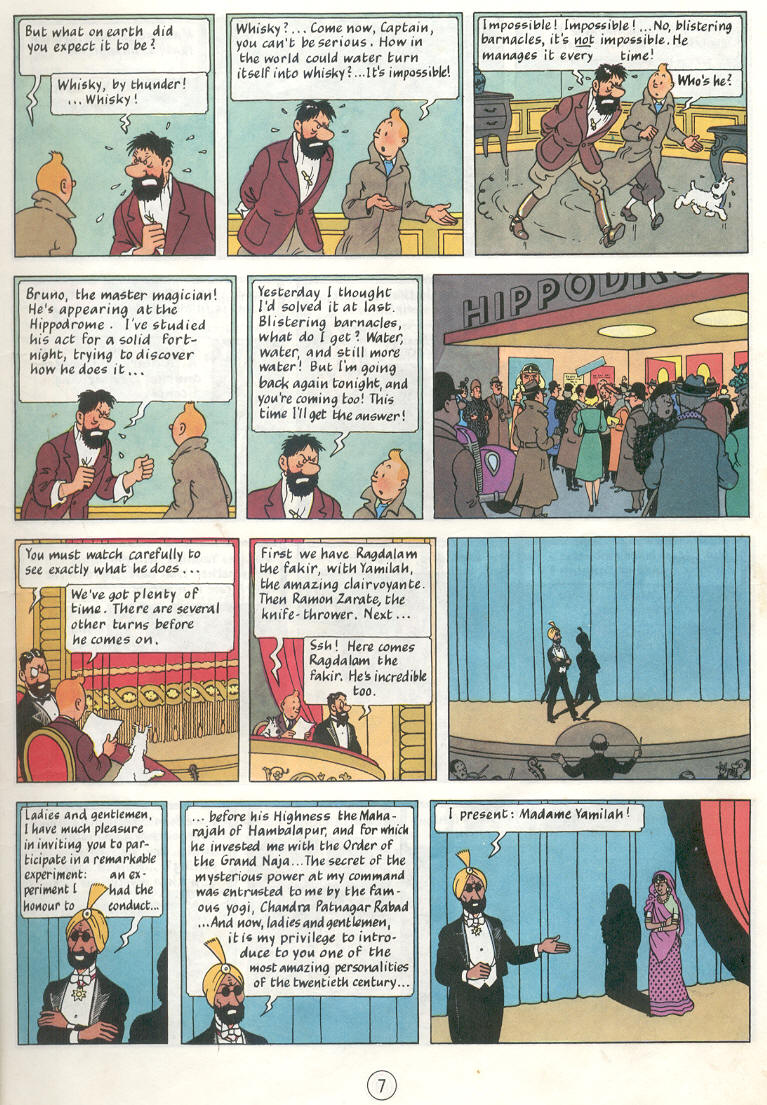 But what on earth did
you expect it to be?
Whisky, by thunder!
... Whisky!
Whisky?... Come now, Captain,
you can't be serious. How in
the world could water turn
itself into whisky?...It's impossible!
Impossible! Impossible!...No, blistering
barnacles, it's not impossible. He
manages it every time!
Who's he?
Bruno, the master magician!
He's appearing at the
Hippodrome. I've studied
his act for a solid fort-
night, trying to discover
how he does it...
Yesterday I thought
I'd solved it at last.
Blistering barnacles,
what do I get? Water,
water, and still more
water! But I'm going
back again tonight, and
you're coming too! This
time I'll get the answer!
HIPPODRO
You must watch carefully to
see exactly what he does...
We've got plenty of
time. There are several
other turns before
he comes on.
First we have Ragdalam
the fakir, with Yamilah,
the amazing clairvoyante.
Then Ramon Zarate, the
knife-thrower. Next...
Ssh! Here comes
Ragdalam the
fakir. He's incredible
too.
Ladies and gentlemen,
I have much pleasure
in inviting you to par-
ticipate in a remarkable
experiment: an ex-
periment I had the
honour to conduct...
... before his Highness the Maha-
rajah of Hambalapur, and for which
he invested me with the Order of
the Grand Naja...The secret of the
mysterious power at my command
was entrusted to me by the fam-
ous yogi, Chandra Patnagar Rabad
...And now, ladies and gentlemen,
it is my privilege to intro-
duce to you one of the
most amazing personalities
of the twentieth century...
I present: Madame Yamilah!
7